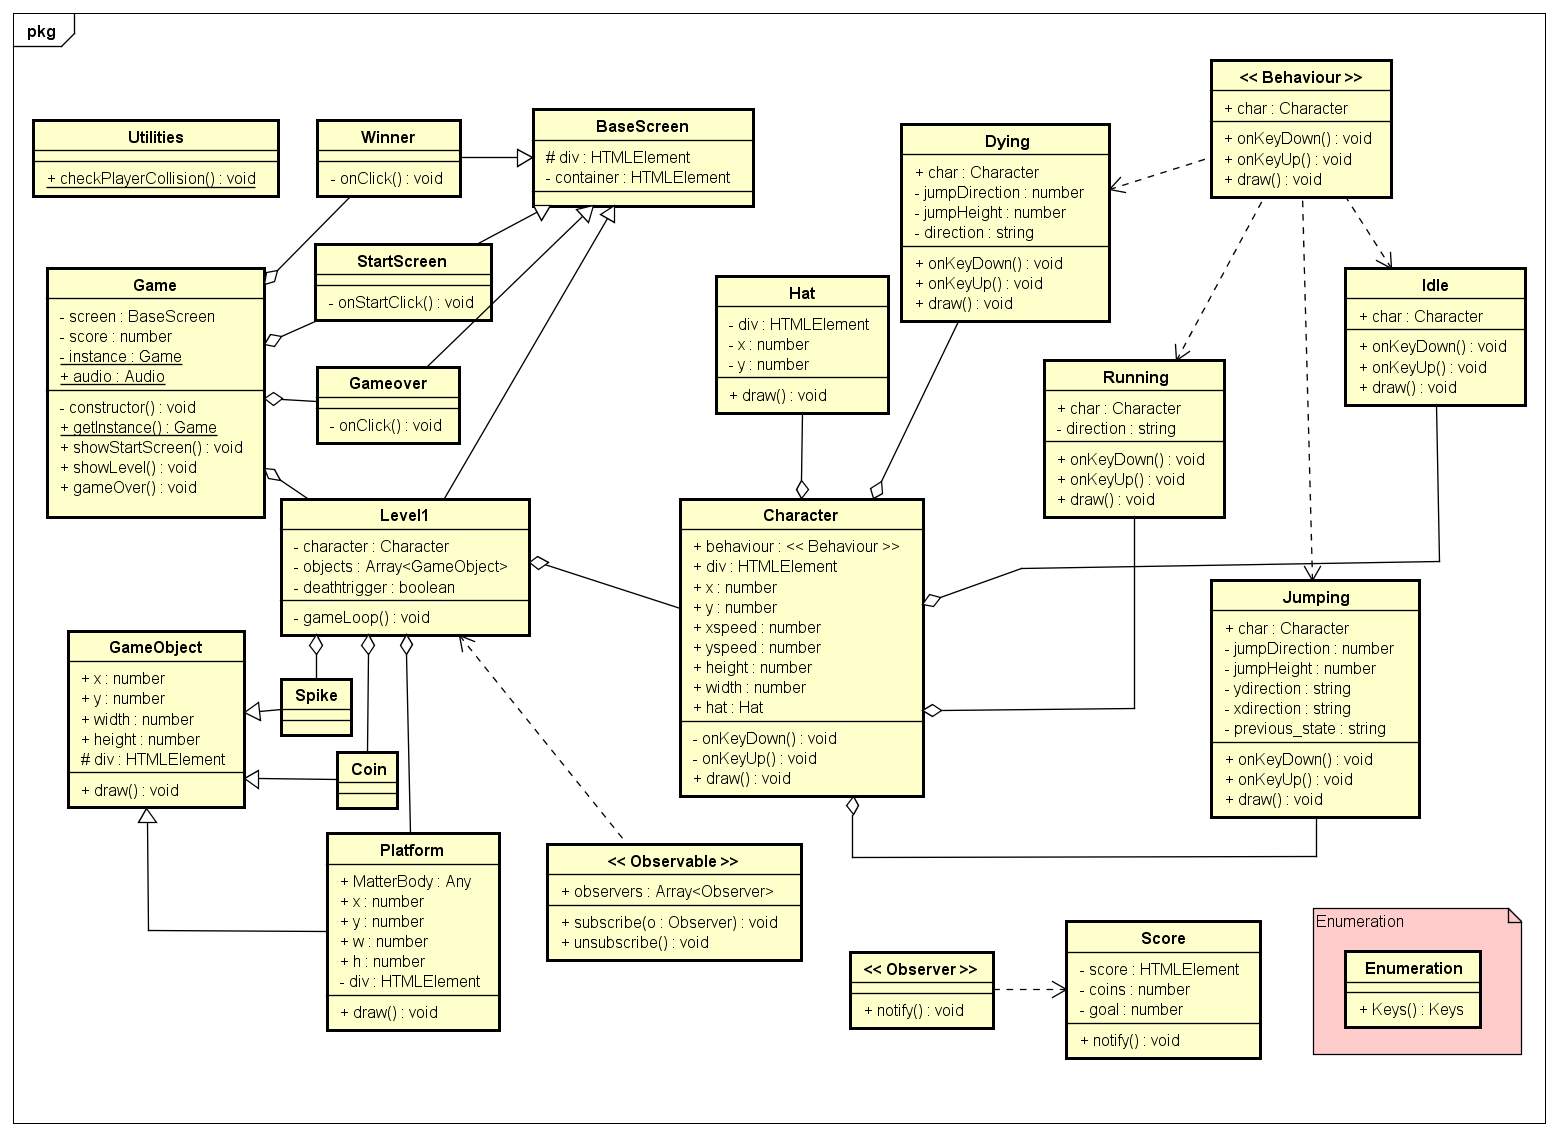 pkg
Utilities
+ checkPlayerCollision() : void
Winner
- onClick() : void
BaseScreen
# div : HTMLElement
- container : HTMLElement
Dying
+ char : Character
- jumpDirection : number
- jumpHeight : number
- direction : string
+ onKeyDown() : void
+ onKeyUp() : void
+ draw() : void
<< Behaviour >>
+ char : Character
+ onKeyDown() : void
+ onKeyUp() : void
+ draw() : void
Game
- screen : BaseScreen
- score : number
- instance : Game
+ audio : Audio
- constructor() : void
+ getInstance() : Game
+ showStartScreen() : void
+ showLevel() : void
+ gameOver() : void
StartScreen
- onStartClick() : void
Gameover
- onClick() : void
Hat
- div : HTMLElement
- x : number
- y : number
+ draw() : void
Running
+ char : Character
- direction : string
+ onKeyDown() : void
+ onKeyUp() : void
+ draw() : void
Idle
+ char : Character
+ onKeyDown() : void
+ onKeyUp() : void
+ draw() : void
Level1
- character : Character
- objects : Array<GameObject>
- deathtrigger : boolean
- gameLoop() : void
Character
+ behaviour : << Behaviour >>
+ div : HTMLElement
+ x : number
+ y : number
+ xspeed : number
+ yspeed : number
+ height : number
+ width : number
+ hat : Hat
- onKeyDown() : void
- onKeyUp() : void
+ draw() : void
Jumping
+ char : Character
- jumpDirection : number
- jumpHeight : number
- ydirection : string
- xdirection : string
- previous_state : string
+ onKeyDown() : void
+ onKeyUp() : void
+ draw() : void
GameObject
+ x : number
+ y : number
+ width : number
+ height : number
# div : HTMLElement
+ draw() : void
Spike
Coin
Platform
+ MatterBody : Any
+ x : number
+ y : number
+ w : number
+ h : number
- div : HTMLElement
+ draw() : void
<< Observable >>
+ observers : Array<Observer>
+ subscribe(o : Observer) : void
+ unsubscribe() : void
<< Observer >>
+ notify() : void
Score
- score : HTMLElement
- coins : number
- goal : number
+ notify() : void
Enumeration
Enumeration
+ Keys() : Keys